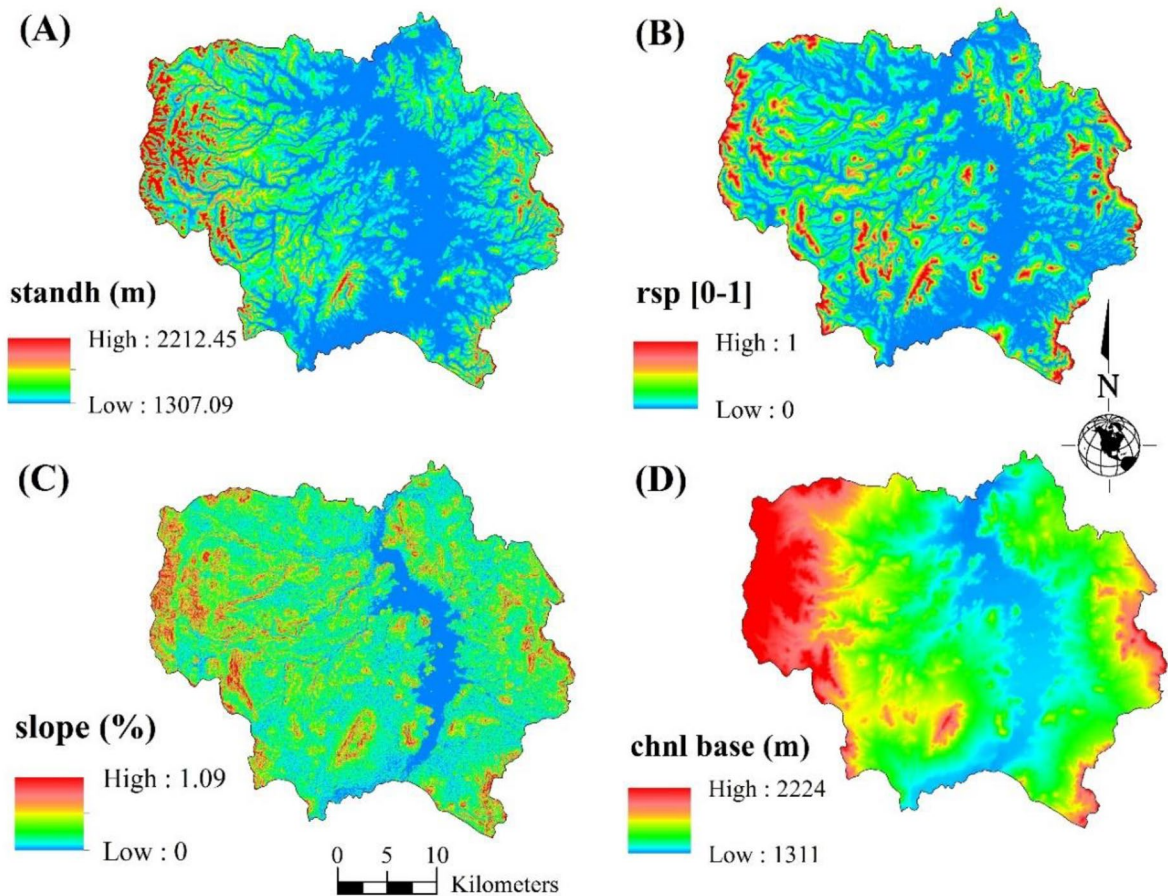 (A)
(B)
standh (m)
High : 2212.45
Low : 1307.09
rsp [0-1]
High : 1
Low : 0
N
(C)
(D)
slope (%)
High : 1.09
Low : 0
chnl base (m)
High : 2224
Low : 1311
0 5 10
Kilometers